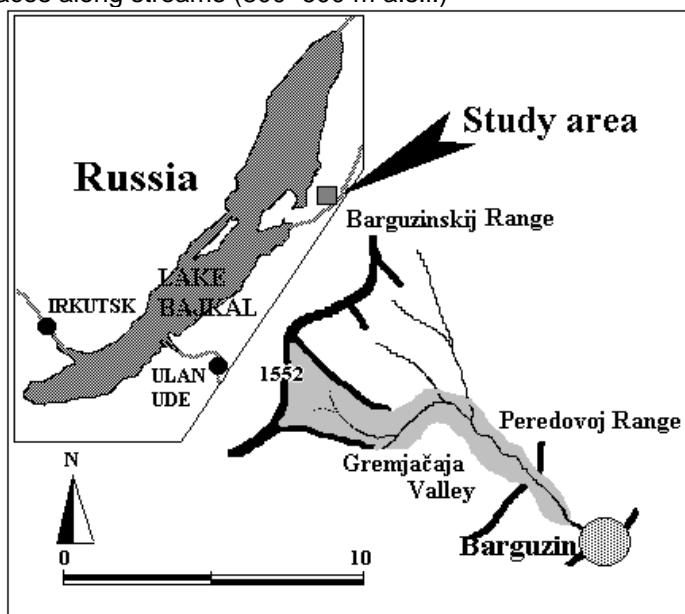 Study area
Russia
Barguzinskij Range
LAKE
BAJKAL
IRKUTSK
ULAN
UDE
1552
Peredovoj Range
Gremjačaja
Valley
N
Barguzin
0 10